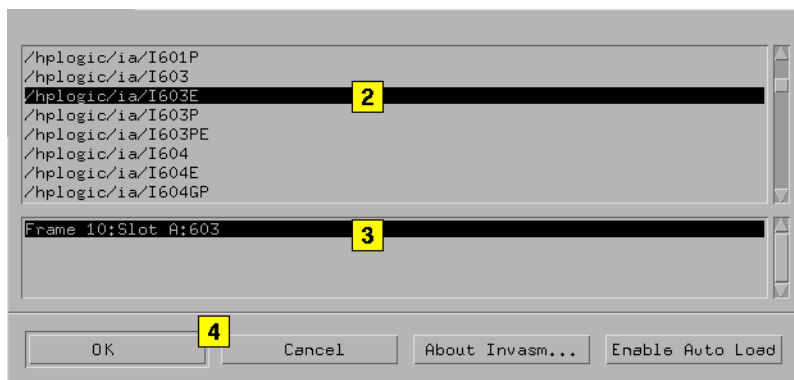 /hplogic/ia/I601P
/hplogic/ia/I603
/hplogic/ia/I603E
2
/hplogic/ia/I603P
/hplogic/ia/I603PE
/hplogic/ia/I604
/hplogic/ia/I604E
/hplogic/ia/I604GP
Frame 10:Slot A:603
3
4
OK
Cancel
About Invasm...
Enable Auto Load